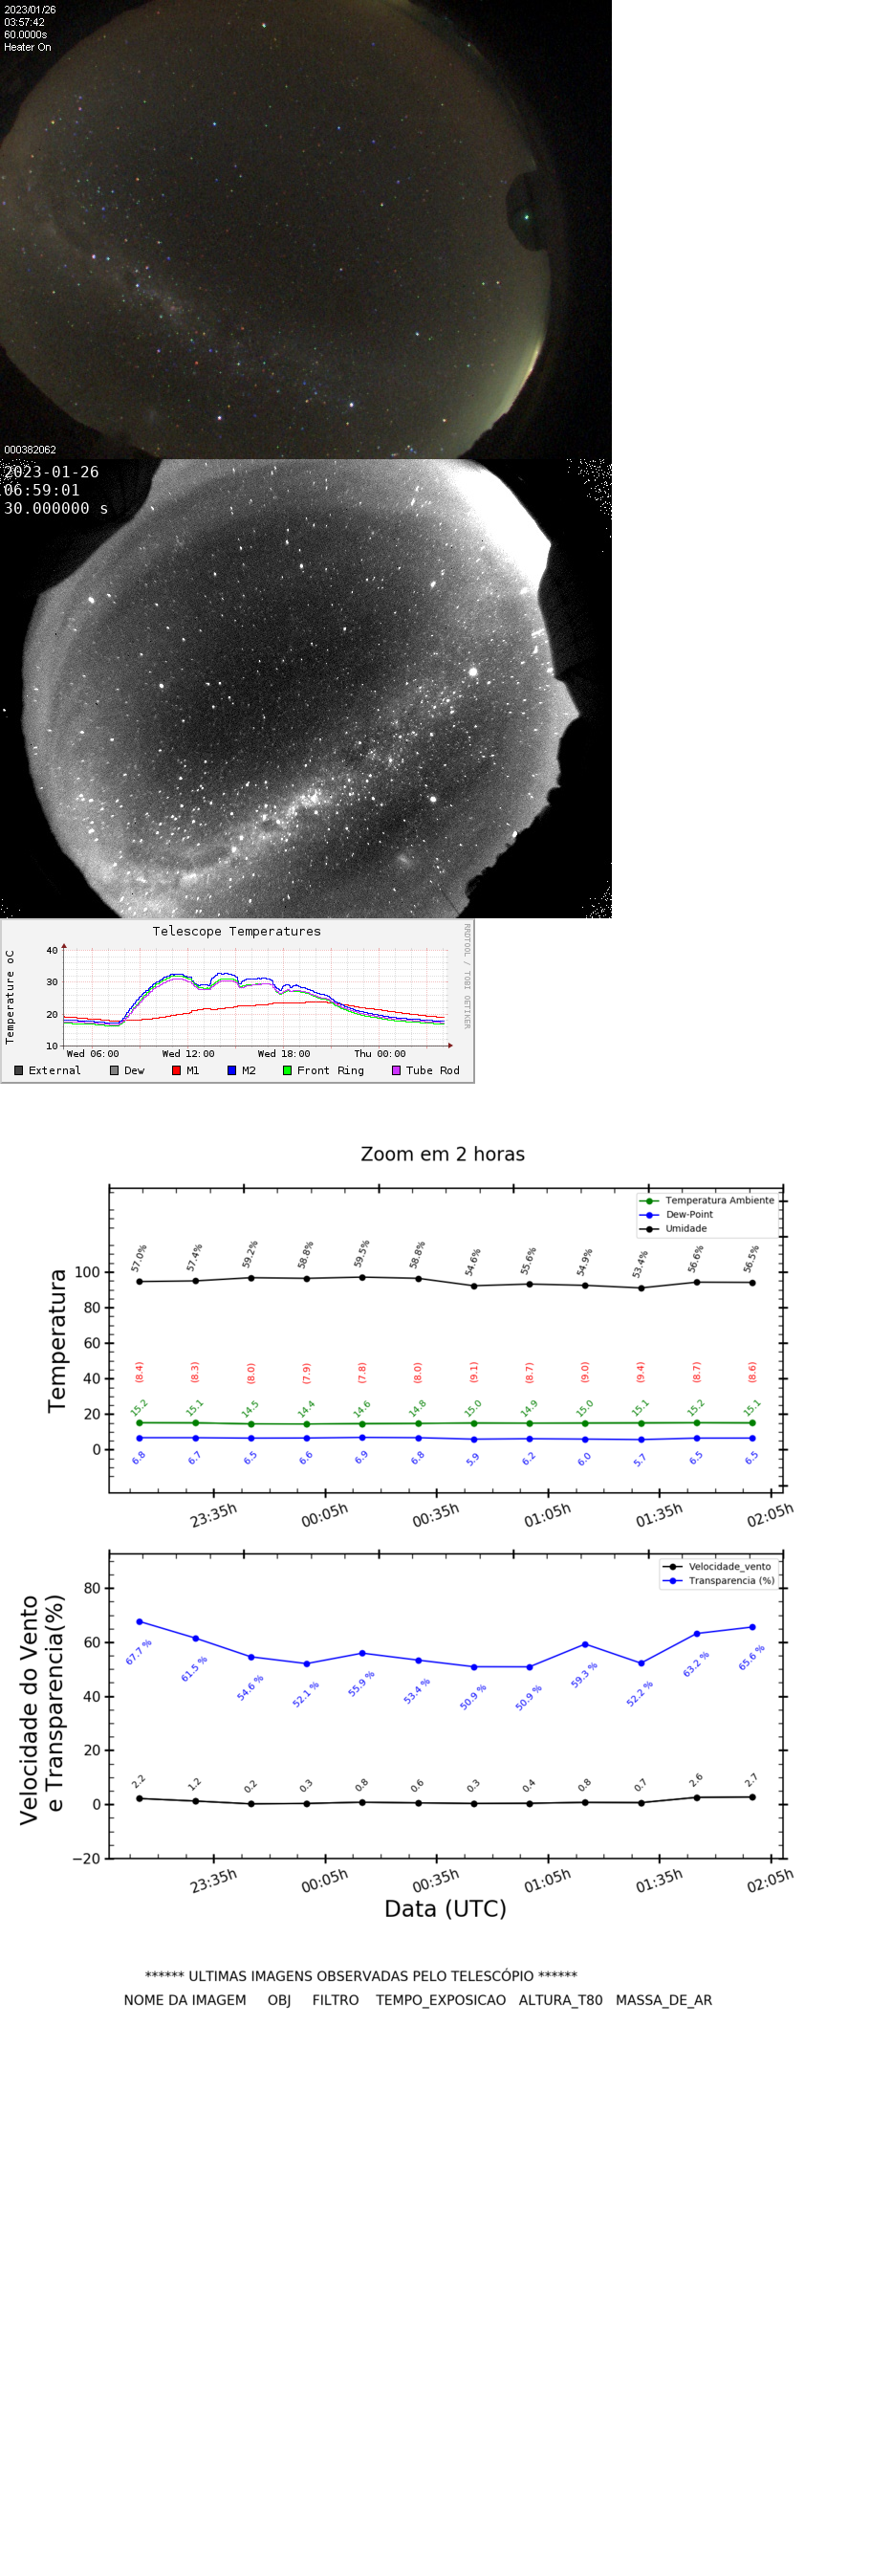 2023/01/26
03:57:42
60.0000s
Heater On
000382062
2023-01-26
06:59:01
30.000000 s
Telescope Temperatures
RRDTOOL / TOBI OETIKER
Temperature oC
40
30
20
10
Wed 06:00 Wed 12:00 Wed 18:00 Thu 00:00
External Dew M1 M2 Front Ring Tube Rod
Zoom em 2 horas
Temperatura Ambiente
Dew-Point
Umidade
57.0% 57.4% 59.2% 58.8% 59.5% 58.8% 54.6% 55.6% 54.9% 53.4% 56.6% 56.5%
Temperatura
100
80
60
40
20
0
(8.4) (8.3) (8.0) (7.9) (7.8) (8.0) (9.1) (8.7) (9.0) (9.4) (8.7) (8.6)
15.2 15.1 14.5 14.4 14.6 14.8 15.0 14.9 15.0 15.1 15.2 15.1
6.8 6.7 6.5 6.6 6.9 6.8 5.9 6.2 6.0 5.7 6.5 6.5
23:35h 00:05h 00:35h 01:05h 01:35h 02:05h
Velocidade_vento
Transparencia (%)
Velocidade do Vento
e Transparencia(%)
80
60
40
20
0
−20
67.7 % 61.5 % 54.6 % 52.1 % 55.9 % 53.4 % 50.9 % 50.9 % 59.3 % 52.2 % 63.2 % 65.6 %
2.2 1.2 0.2 0.3 0.8 0.6 0.3 0.4 0.8 0.7 2.6 2.7
23:35h 00:05h 00:35h 01:05h 01:35h 02:05h
Data (UTC)
****** ULTIMAS IMAGENS OBSERVADAS PELO TELESCÓPIO ******
NOME DA IMAGEM OBJ FILTRO TEMPO_EXPOSICAO ALTURA_T80 MASSA_DE_AR